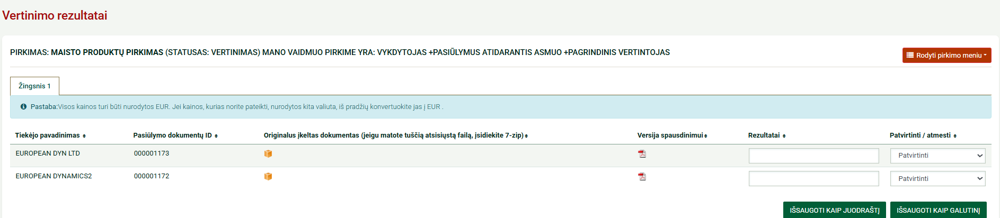 Vertinimo rezultatai
PIRKIMAS: MAISTO PRODUKTŲ PIRKIMAS (STATUSAS: VERTINIMAS) MANO VAIDMUO PIRKIME YRA: VYKDYTOJAS +PASIŪLYMUS ATIDARANTIS ASMUO +PAGRINDINIS VERTINTOJAS
Rodyti pirkimo meniu
Žingsnis 1
Pastaba:Visos kainos turi būti nurodytos EUR. Jei kainos, kurias norite pateikti, nurodytos kita valiuta, iš pradžių konvertuokite jas į EUR .
Tiekėjo pavadinimas Pasiūlymo dokumentų ID Originalus įkeltas dokumentas (jeigu matote tuščią atsisiųstą failą, įsidiekite 7-zip) Versija spausdinimui Rezultatai Patvirtinti / atmesti
EUROPEAN DYN LTD 000001173 Patvirtinti
EUROPEAN DYNAMICS2 000001172 Patvirtinti
IŠSAUGOTI KAIP JUODRAŠTĮ IŠSAUGOTI KAIP GALUTINĮ